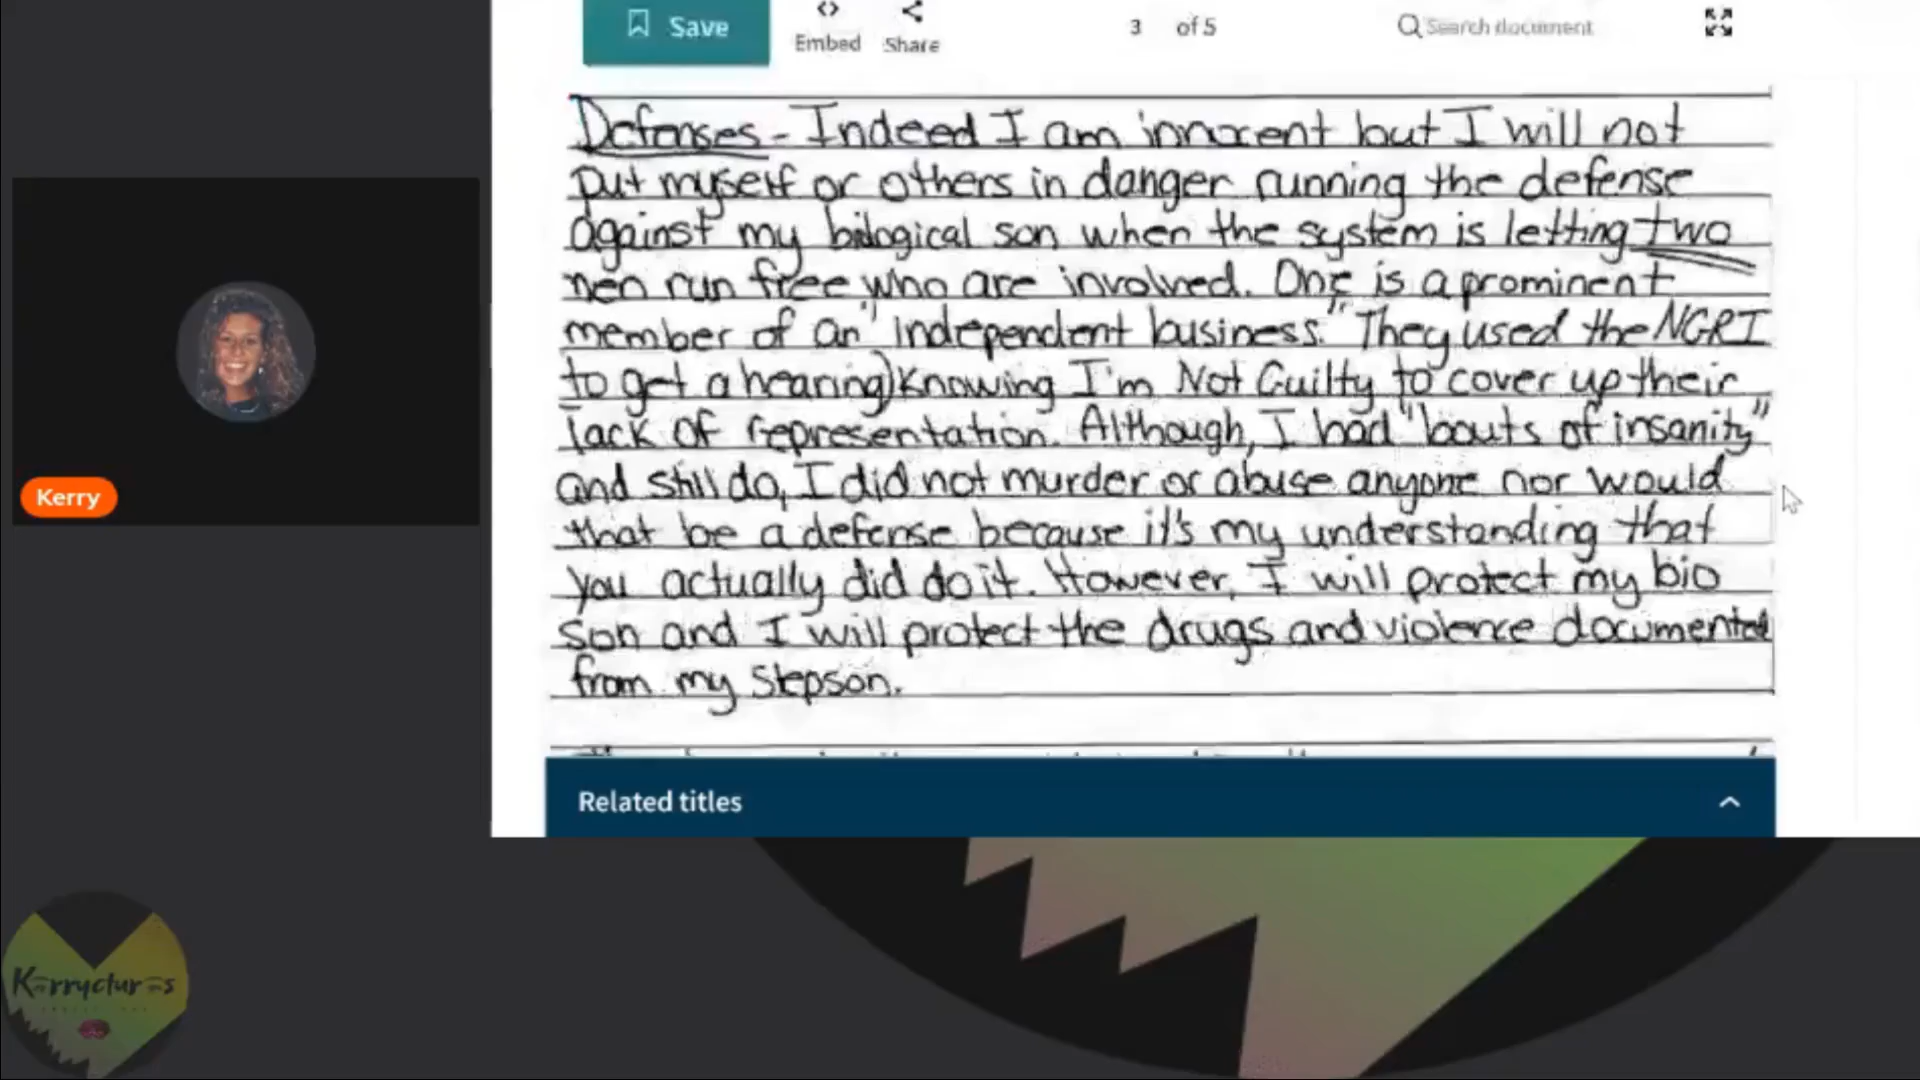 Save
Embed
Share
3 of 5
Search document
Defenses - Indeed I am innocent but I will not
put myself or others in danger running the defense
against my biological son when the system is letting two
men run free who are involved. One is a prominent
member of an "independent business." They used the NGRI
to get a hearing) Knowing I'm Not Guilty to cover up their
lack of representation. Although, I had "bouts of insanity"
and still do, I did not murder or abuse anyone nor would
that be a defense because it's my understanding that
you actually did do it. However, I will protect my bio
son and I will protect the drugs and violence documented
from my stepson.
Related titles
Kerry
Kerryctures